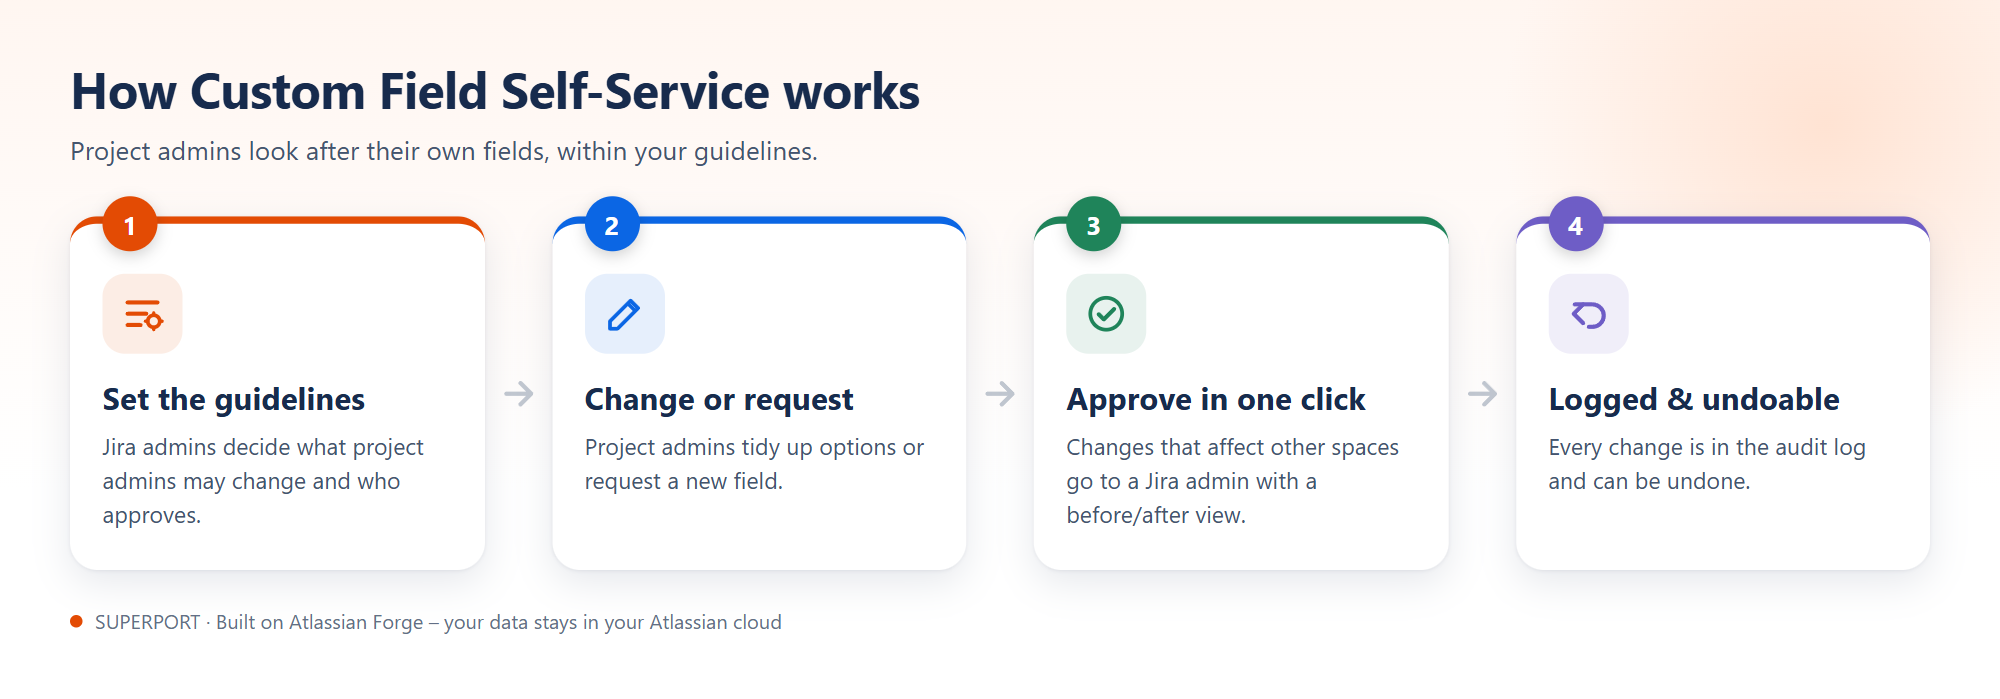 How Custom Field Self-Service works
Project admins look after their own fields, within your guidelines.
1
Set the guidelines
Jira admins decide what project
admins may change and who
approves.
2
Change or request
Project admins tidy up options or
request a new field.
3
Approve in one click
Changes that affect other spaces
go to a Jira admin with a
before/after view.
4
Logged & undoable
Every change is in the audit log
and can be undone.
SUPERPORT · Built on Atlassian Forge – your data stays in your Atlassian cloud